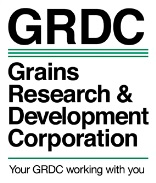 GRDC
Grains
Research &
Development
Corporation
Your GRDC working with you